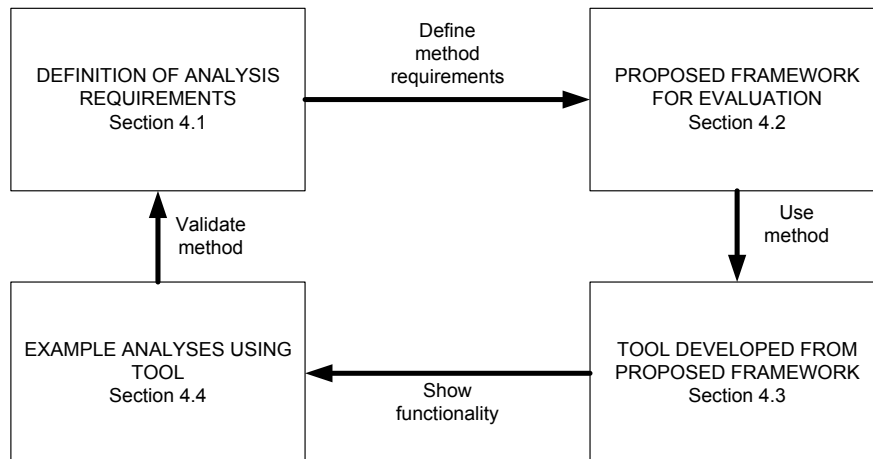 DEFINITION OF ANALYSIS
REQUIREMENTS
Section 4.1
Define
method
requirements
PROPOSED FRAMEWORK
FOR EVALUATION
Section 4.2
Use
method
TOOL DEVELOPED FROM
PROPOSED FRAMEWORK
Section 4.3
Show
functionality
EXAMPLE ANALYSES USING
TOOL
Section 4.4
Validate
method